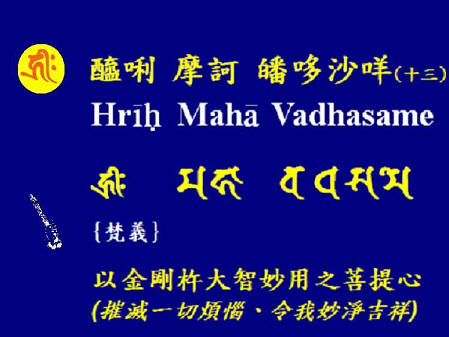 醯唎 摩訶 皤哆沙咩(十三)
Hrīḥ Mahā Vadhasame
{梵義}
以金剛杵大智妙用之菩提心
(摧滅一切煩惱、令我妙淨吉祥)